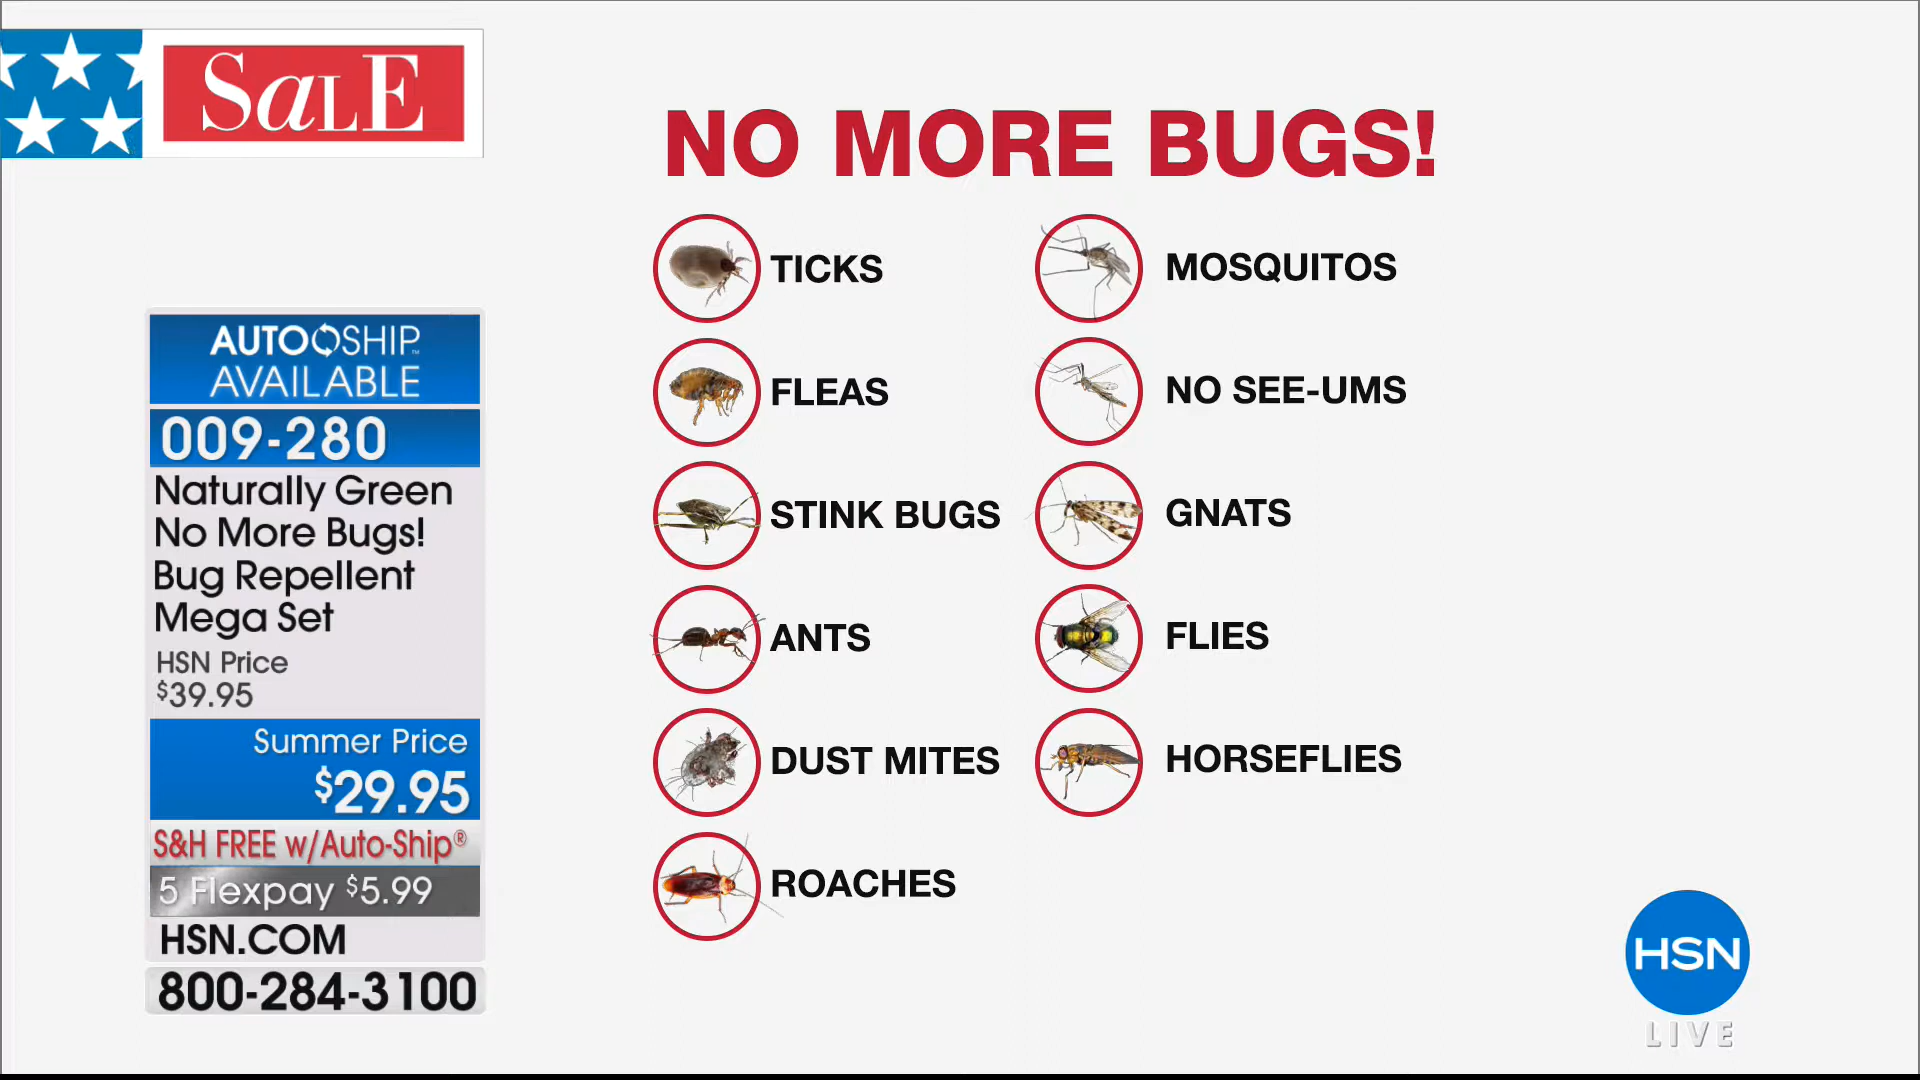 SaLE
NO MORE BUGS!
TICKS
MOSQUITOS
FLEAS
NO SEE-UMS
STINK BUGS
GNATS
ANTS
FLIES
DUST MITES
HORSEFLIES
ROACHES
AUTO SHIP™
AVAILABLE
009-280
Naturally Green
No More Bugs!
Bug Repellent
Mega Set
HSN Price
$39.95
Summer Price
$29.95
S&H FREE w/Auto-Ship®
5 Flexpay $5.99
HSN.COM
800-284-3100
HSN
LIVE